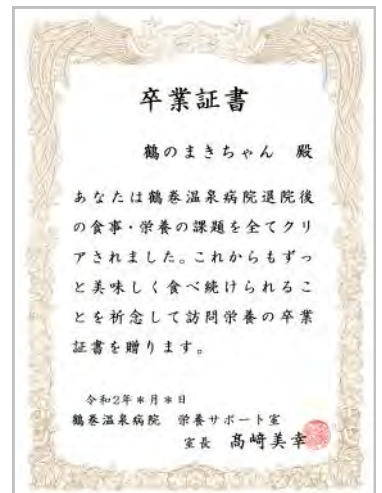 卒業証書
鶴のまきちゃん 殿
あなたは鶴巻温泉病院退院後
の食事・栄養の課題を全てクリ
アされました。これからもずっ
と美味しく食べ続けられるこ
とを祈念して訪問栄養の卒業
証書を贈ります。
令和2年*月*日
鶴巻温泉病院 栄養サポート室
室長 髙﨑美幸